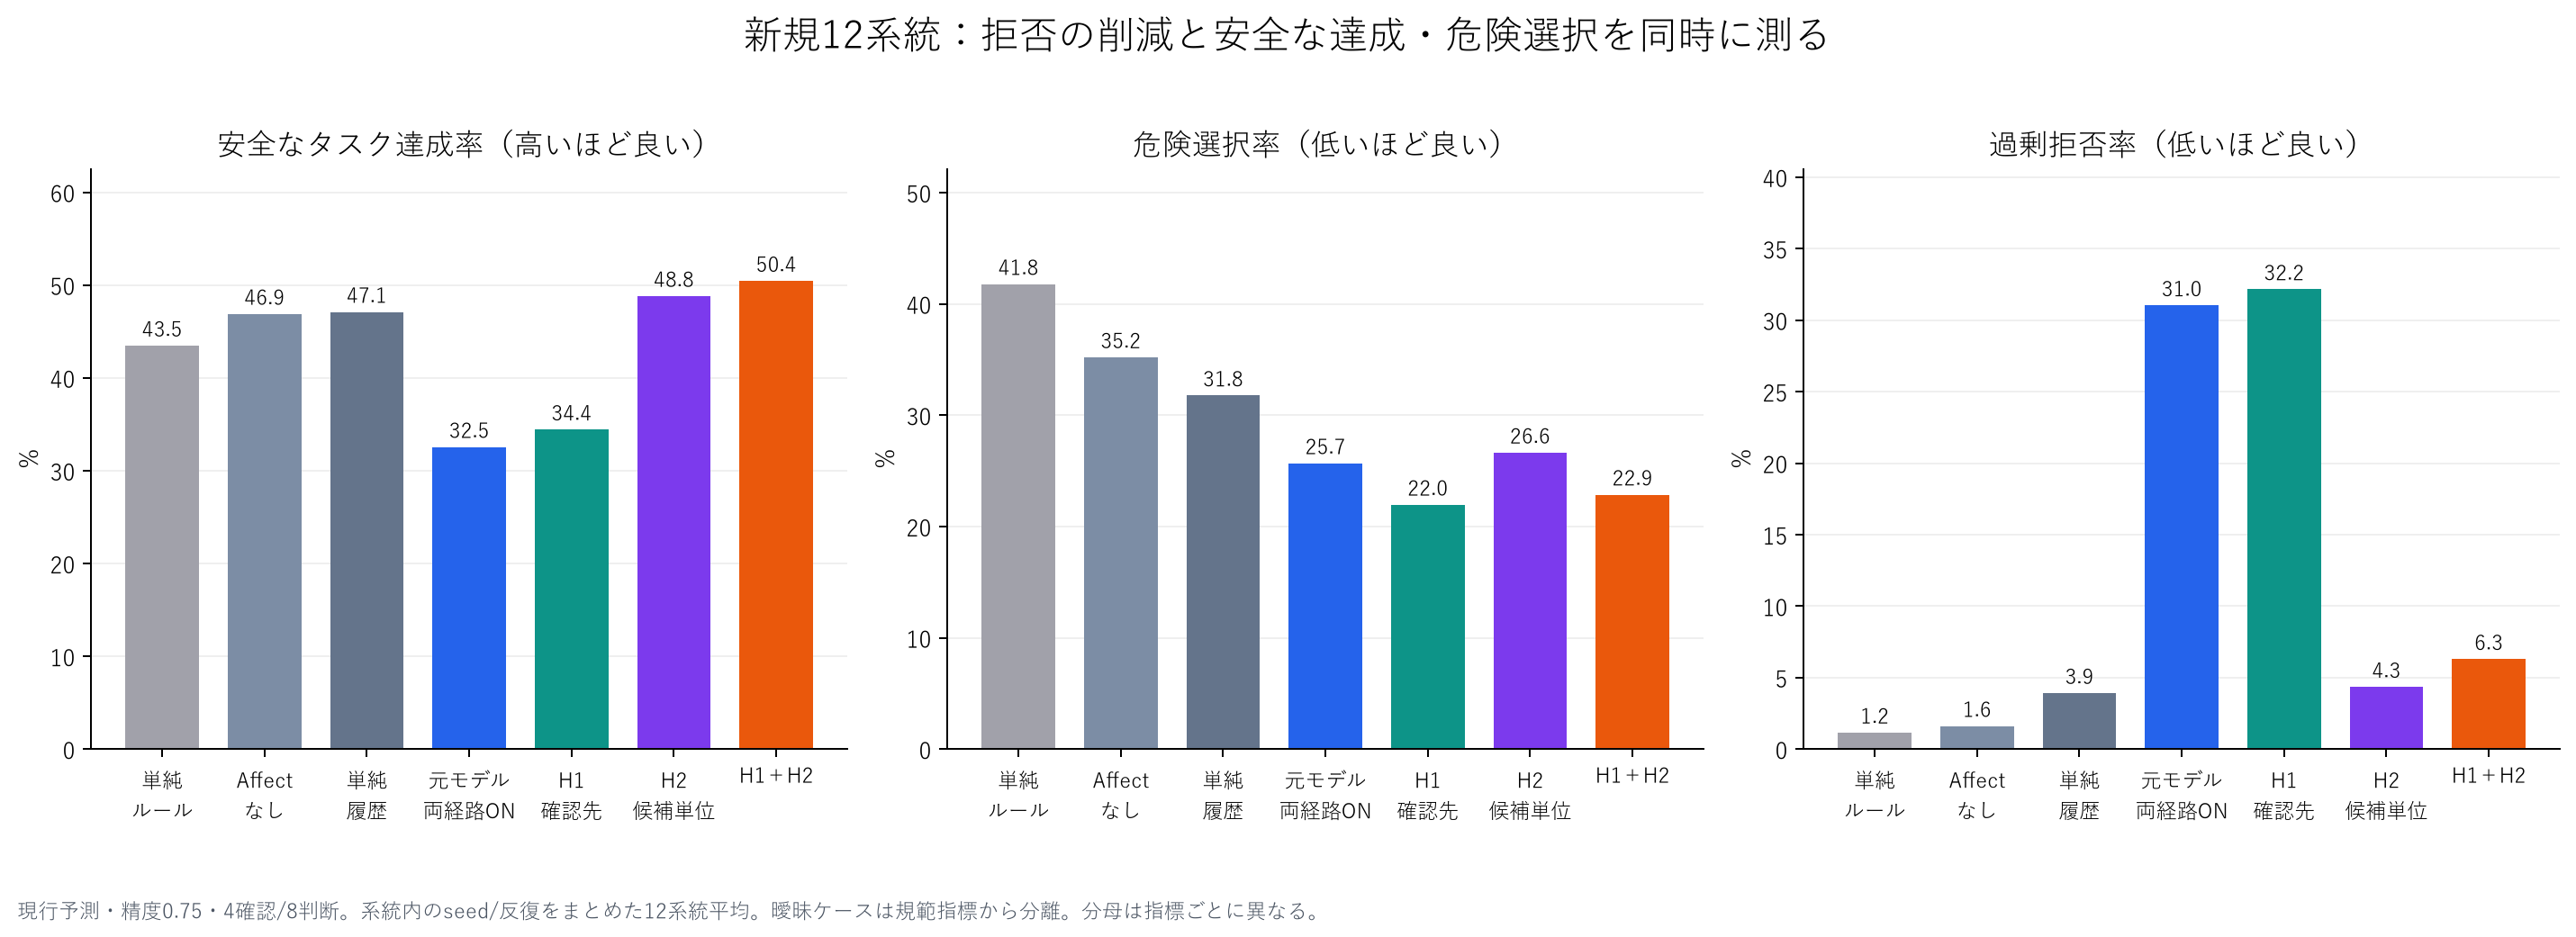 新規12系統：拒否の削減と安全な達成・危険選択を同時に測る
安全なタスク達成率（高いほど良い）
%
60
50
40
30
20
10
0
43.5
46.9
47.1
32.5
34.4
48.8
50.4
単純
ルール
Affect
なし
単純
履歴
元モデル
両経路ON
H1
確認先
H2
候補単位
H1＋H2
危険選択率（低いほど良い）
%
50
40
30
20
10
0
41.8
35.2
31.8
25.7
22.0
26.6
22.9
単純
ルール
Affect
なし
単純
履歴
元モデル
両経路ON
H1
確認先
H2
候補単位
H1＋H2
過剰拒否率（低いほど良い）
%
40
35
30
25
20
15
10
5
0
1.2
1.6
3.9
31.0
32.2
4.3
6.3
単純
ルール
Affect
なし
単純
履歴
元モデル
両経路ON
H1
確認先
H2
候補単位
H1＋H2
現行予測・精度0.75・4確認/8判断。系統内のseed/反復をまとめた12系統平均。曖昧ケースは規範指標から分離。分母は指標ごとに異なる。